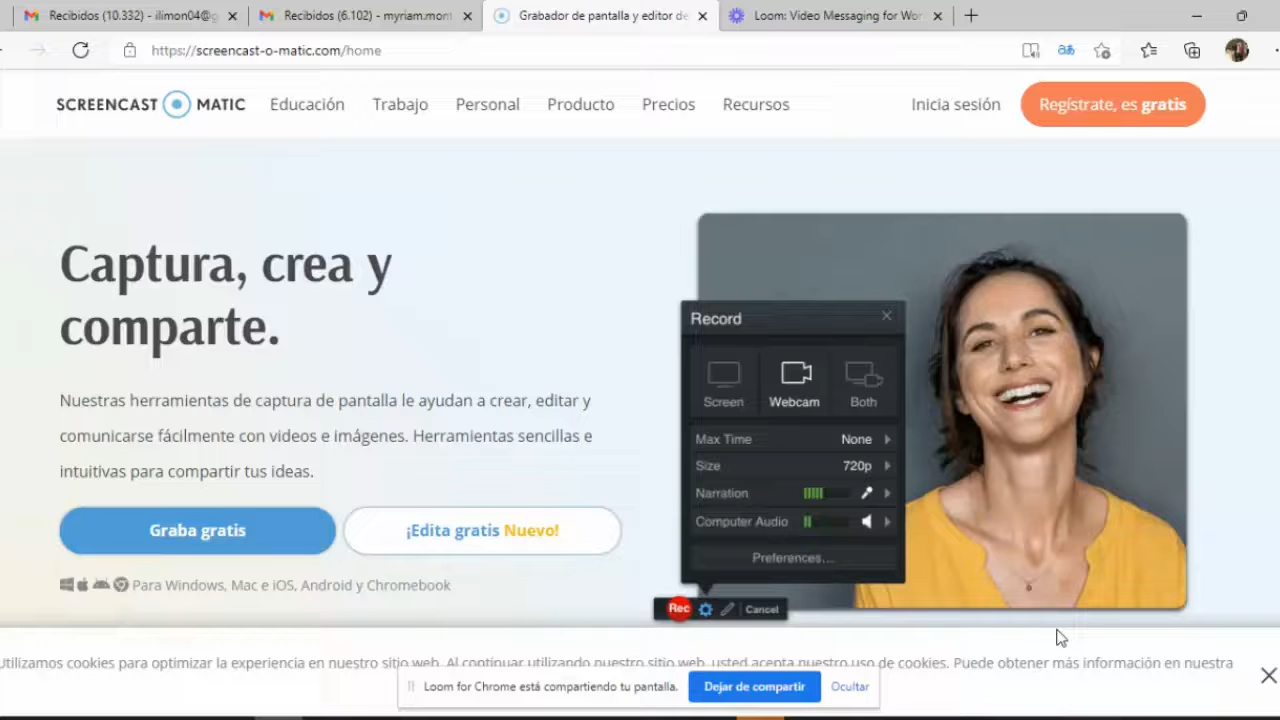 Recibidos (10.332) - ilimon04@g
Recibidos (6.102) - myriam.mon
Grabador de pantalla y editor de
Loom: Video Messaging for Wor
https://screencast-o-matic.com/home
SCREENCAST MATIC
Educación
Trabajo
Personal
Producto
Precios
Recursos
Inicia sesión
Regístrate, es gratis
Captura, crea y
comparte.
Nuestras herramientas de captura de pantalla le ayudan a crear, editar y
comunicarse fácilmente con videos e imágenes. Herramientas sencillas e
intuitivas para compartir tus ideas.
Graba gratis
¡Edita gratis Nuevo!
Para Windows, Mac e iOS, Android y Chromebook
Record
Screen
Webcam
Both
Max Time None
Size 720p
Narration
Computer Audio
Preferences...
Rec
Cancel
Utilizamos cookies para optimizar la experiencia en nuestro sitio web. Al continuar utilizando nuestro sitio web, usted acepta nuestro uso de cookies. Puede obtener más información en nuestra
Loom for Chrome está compartiendo tu pantalla.
Dejar de compartir
Ocultar